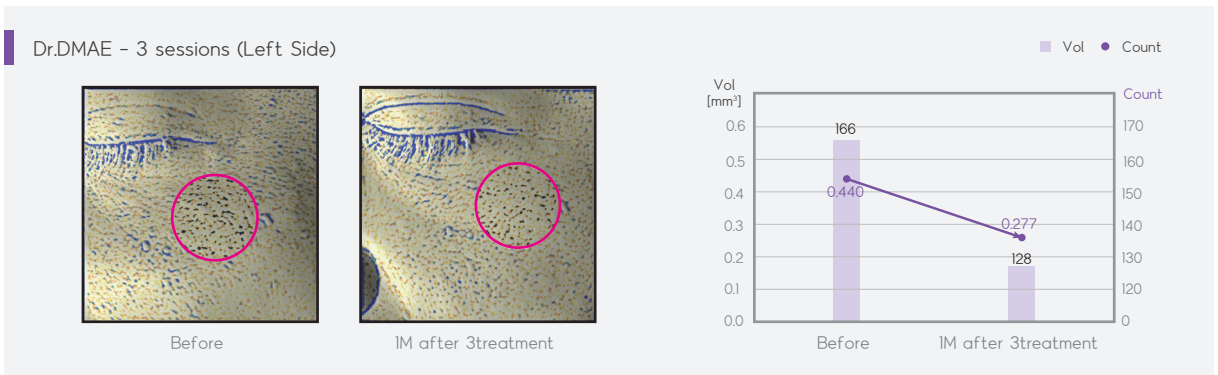 Dr.DMAE - 3 sessions (Left Side)
Before
1M after 3treatment
Vol
Count
Vol
[mm³]
Count
0.6
0.5
0.4
0.3
0.2
0.1
0.0
166
0.440
0.277
128
170
160
150
140
130
120
0
Before
1M after 3treatment